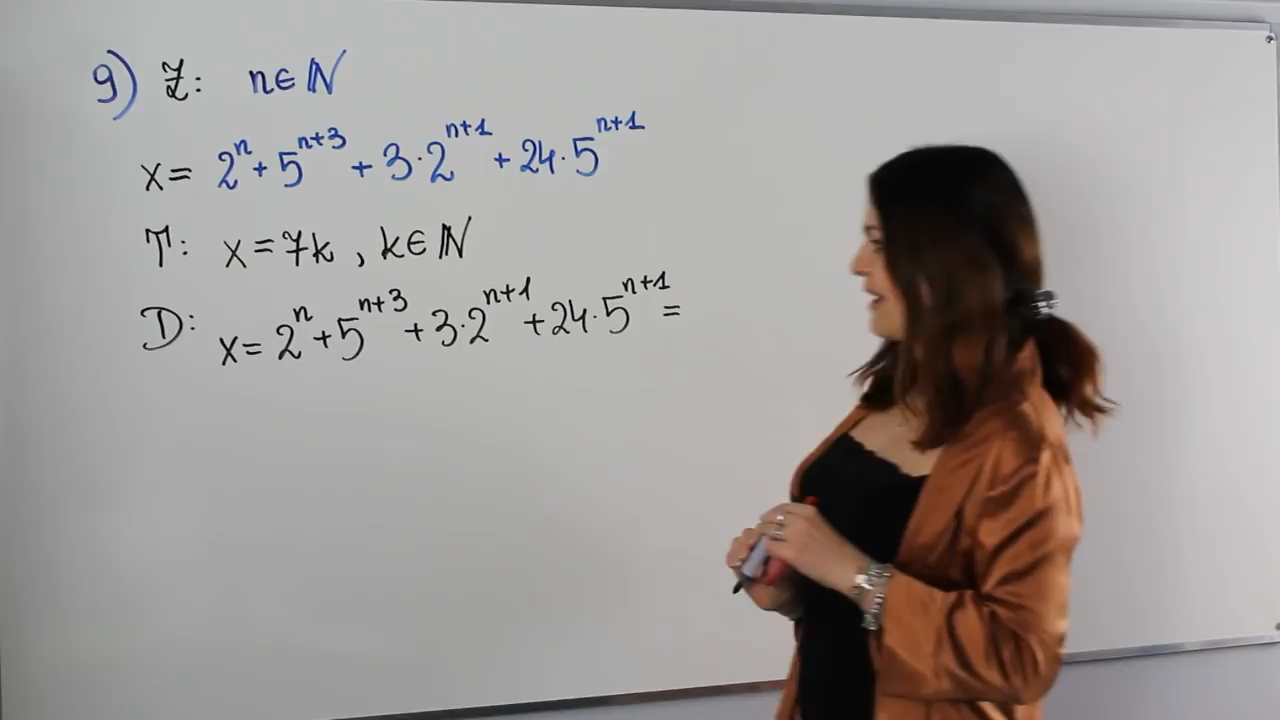 9) Z: n∈ℕ
x = 2ⁿ + 5ⁿ⁺³ + 3·2ⁿ⁺¹ + 24·5ⁿ⁺¹
T: x = 7k , k∈ℕ
D: x = 2ⁿ + 5ⁿ⁺³ + 3·2ⁿ⁺¹ + 24·5ⁿ⁺¹ =